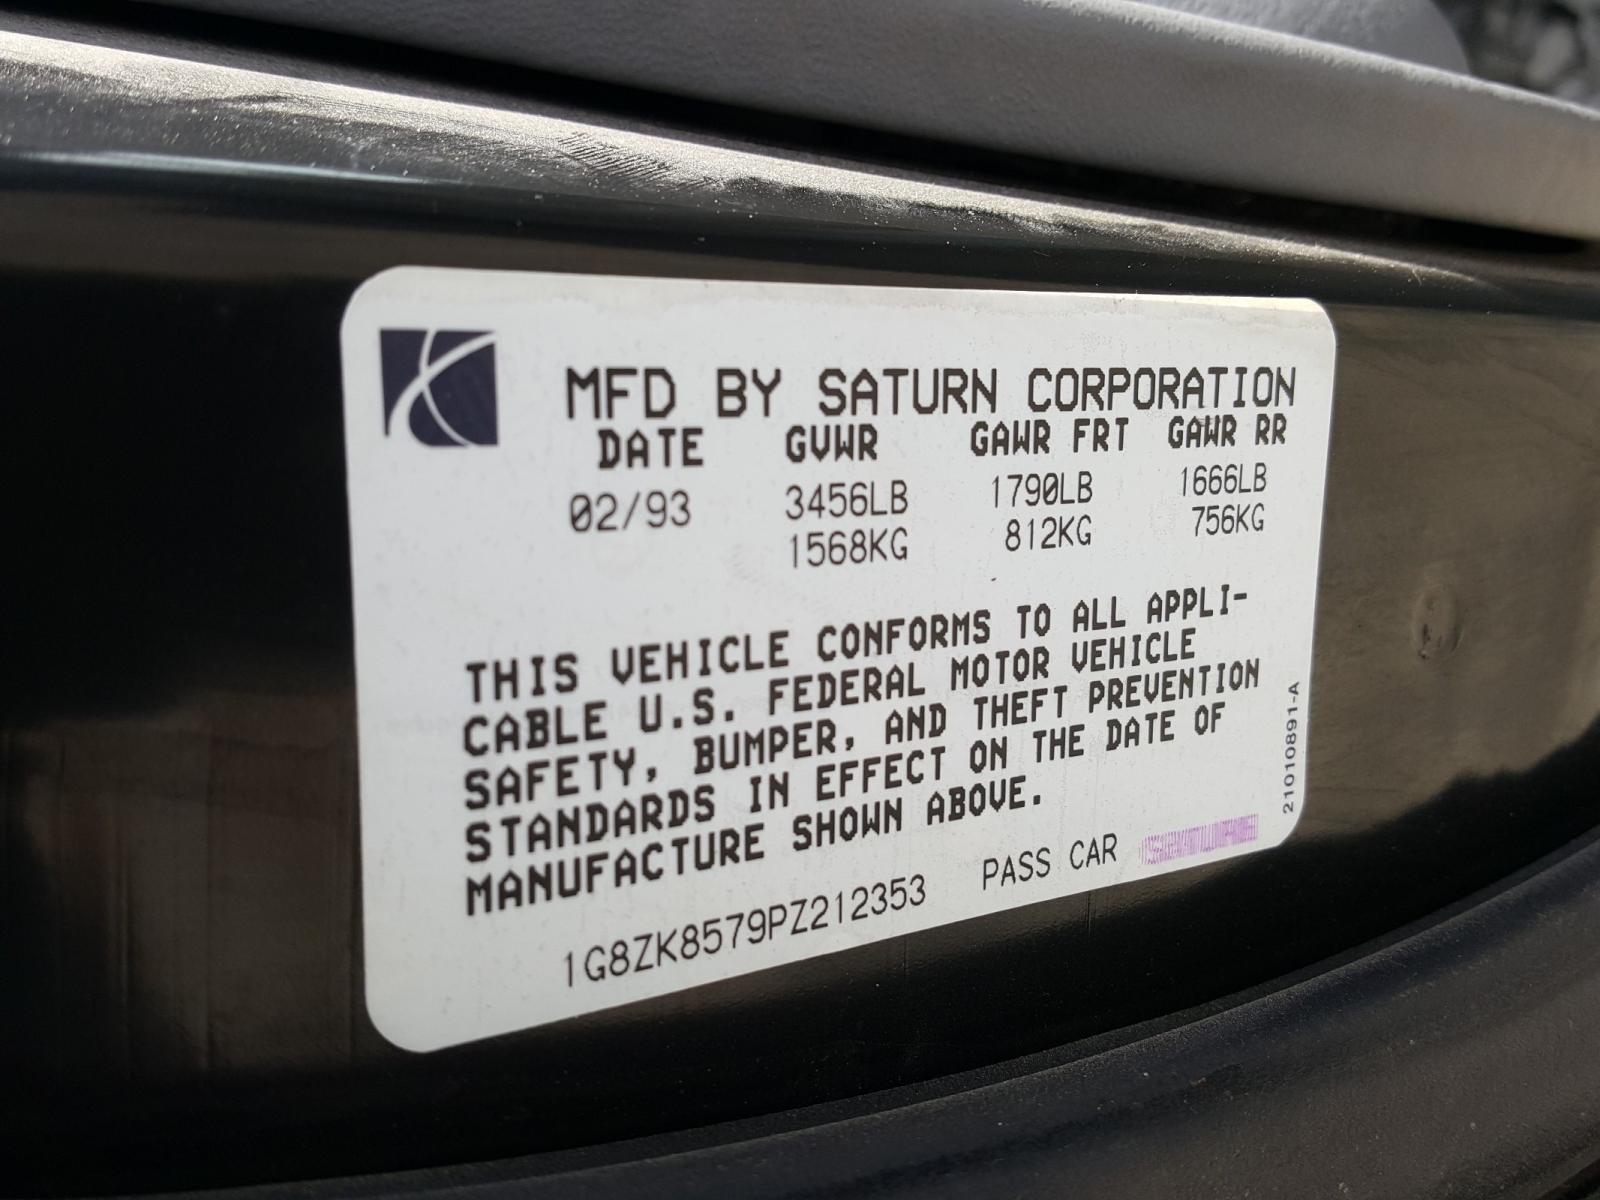 MFD BY SATURN CORPORATION
DATE GVWR GAWR FRT GAWR RR
02/93 3456LB 1790LB 1666LB
1568KG 812KG 756KG
THIS VEHICLE CONFORMS TO ALL APPLI-
CABLE U.S. FEDERAL MOTOR VEHICLE
SAFETY, BUMPER, AND THEFT PREVENTION
STANDARDS IN EFFECT ON THE DATE OF
MANUFACTURE SHOWN ABOVE.
1G8ZK8579PZ212353 PASS CAR
21010891-A